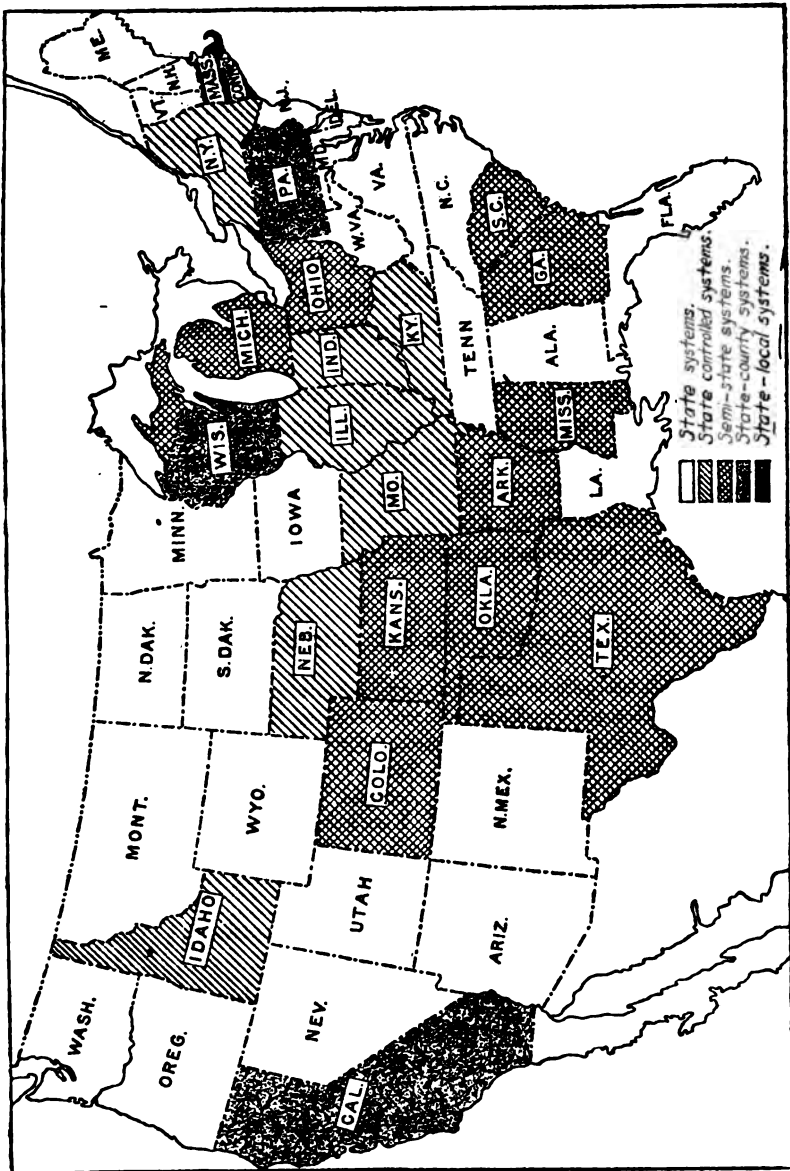 WASH.
OREG.
CAL.
NEV.
IDAHO
MONT.
WYO.
UTAH
ARIZ.
COLO.
N.MEX.
N.DAK.
S.DAK.
NEB.
KANS.
OKLA.
TEX.
MINN.
IOWA
MO.
ARK.
LA.
WIS.
ILL.
MICH.
IND.
OHIO
KY.
TENN
MISS.
ALA.
GA.
FLA.
S.C.
N.C.
VA.
W.VA.
MD.
DEL.
PA.
N.J.
N.Y.
CONN.
MASS.
VT.
N.H.
ME.
State systems.
State controlled systems.
Semi-state systems.
State-county systems.
State-local systems.